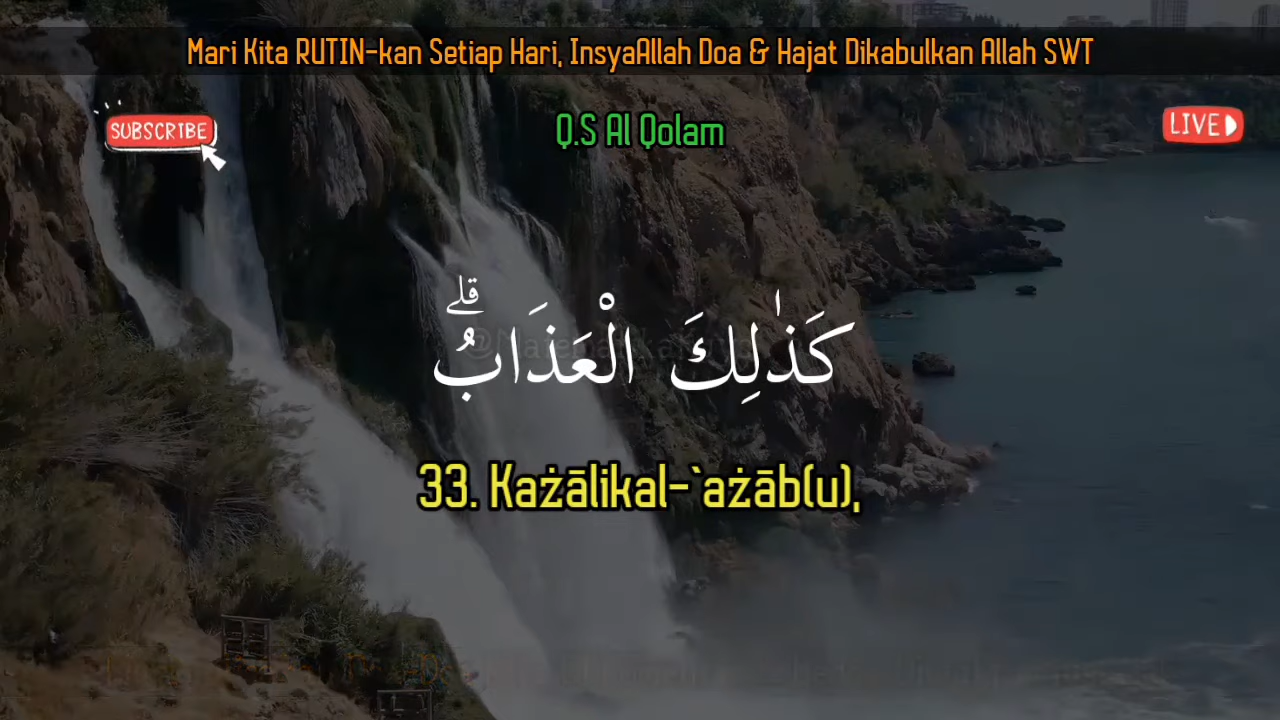 Mari Kita RUTIN-kan Setiap Hari, InsyaAllah Doa & Hajat Dikabulkan Allah SWT
SUBSCRIBE
Q.S Al Qolam
LIVE
كَذٰلِكَ الْعَذَابُۗ
33. Każālikal-`ażāb(u),